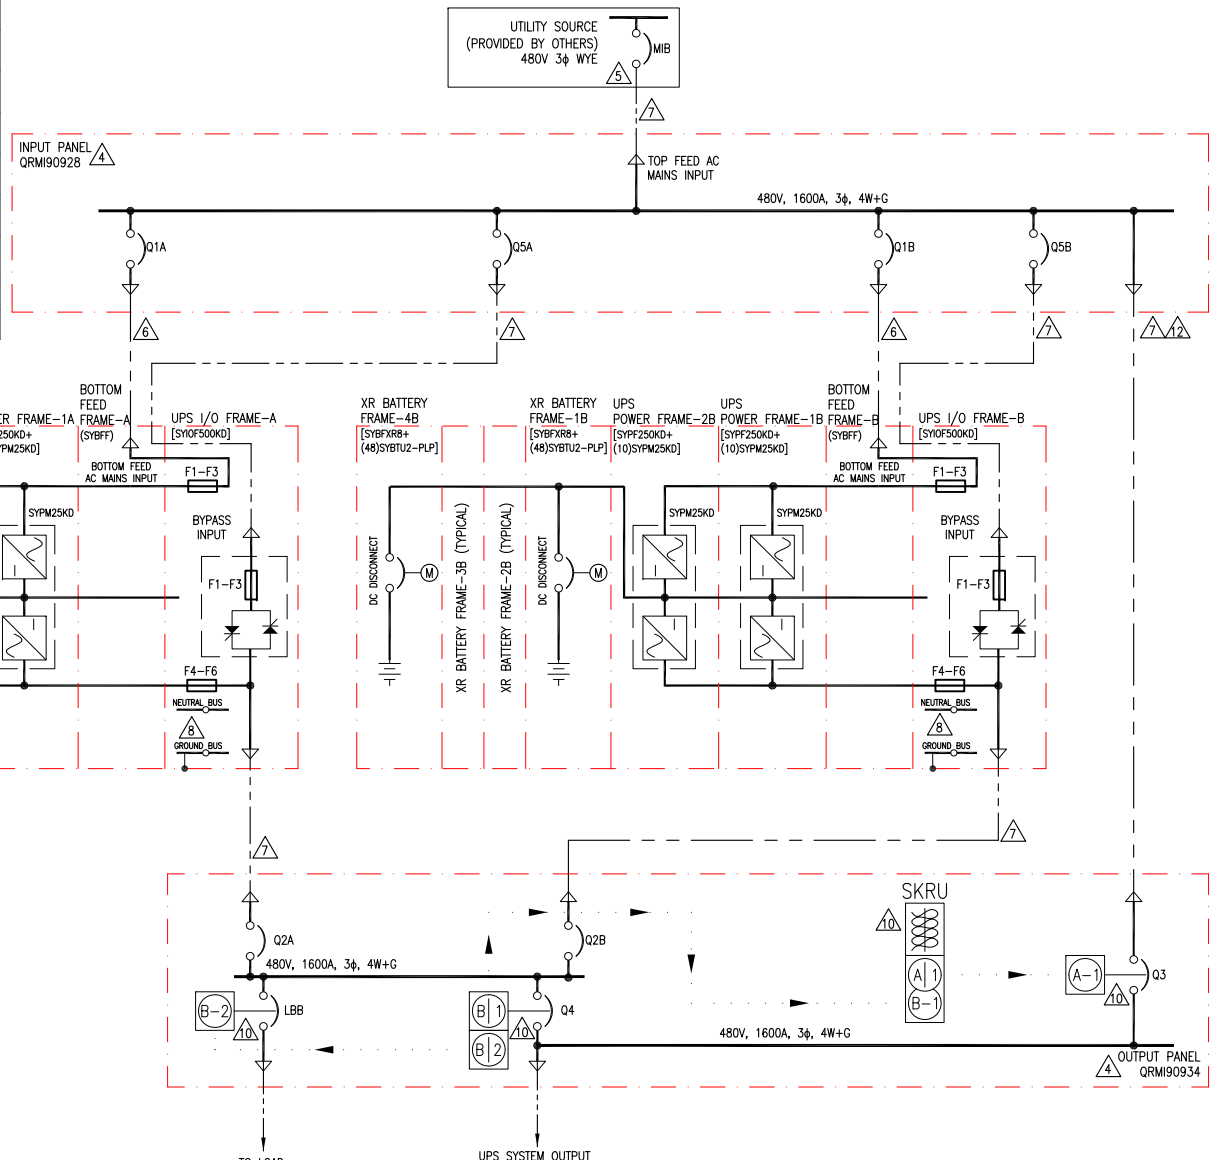 UTILITY SOURCE
(PROVIDED BY OTHERS)
480V 3ϕ WYE
MIB
5
7
INPUT PANEL
QRMI90928
4
TOP FEED AC
MAINS INPUT
480V, 1600A, 3ϕ, 4W+G
Q1A
Q5A
Q1B
Q5B
6
7
6
7
7
12
ER FRAME-1A
250KD+
YPM25KD]
BOTTOM
FEED
FRAME-A
(SYBFF)
UPS I/O FRAME-A
[SYIOF500KD]
XR BATTERY
FRAME-4B
[SYBFXR8+
(48)SYBTU2-PLP]
XR BATTERY
FRAME-1B
[SYBFXR8+
(48)SYBTU2-PLP]
UPS
POWER FRAME-2B
[SYPF250KD+
(10)SYPM25KD]
UPS
POWER FRAME-1B
[SYPF250KD+
(10)SYPM25KD]
BOTTOM
FEED
FRAME-B
(SYBFF)
UPS I/O FRAME-B
[SYIOF500KD]
BOTTOM FEED
AC MAINS INPUT
F1-F3
BOTTOM FEED
AC MAINS INPUT
F1-F3
SYPM25KD
BYPASS
INPUT
SYPM25KD
SYPM25KD
BYPASS
INPUT
F1-F3
DC DISCONNECT
M
XR BATTERY FRAME-3B (TYPICAL)
XR BATTERY FRAME-2B (TYPICAL)
DC DISCONNECT
M
F1-F3
F4-F6
NEUTRAL BUS
8
GROUND BUS
F4-F6
NEUTRAL BUS
8
GROUND BUS
7
7
SKRU
10
Q2A
Q2B
480V, 1600A, 3ϕ, 4W+G
A 1
B-1
A-1
Q3
10
B-2
LBB
10
B 1
B 2
Q4
10
480V, 1600A, 3ϕ, 4W+G
4
OUTPUT PANEL
QRMI90934
TO LOAD
UPS SYSTEM OUTPUT